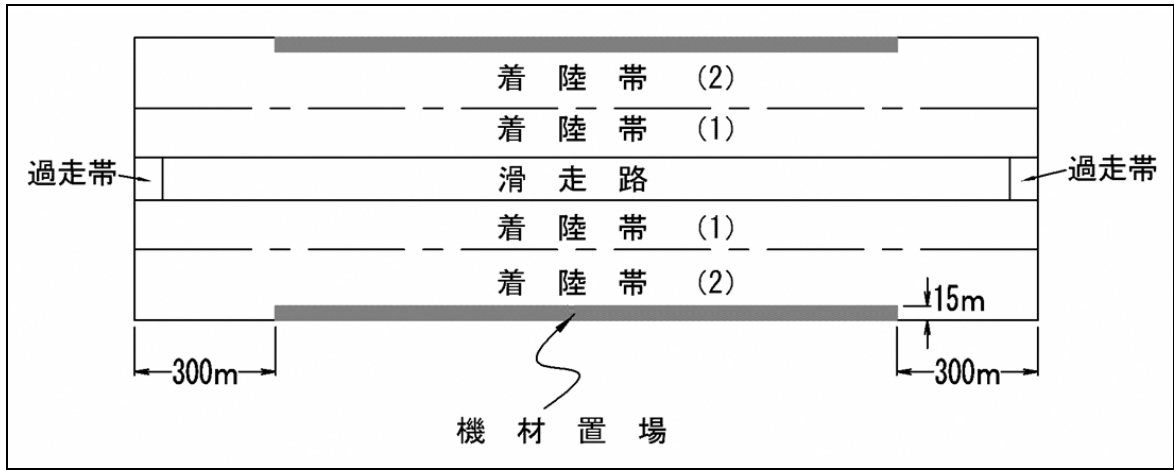 着 陸 帯 (2)
着 陸 帯 (1)
過走帯
滑 走 路
過走帯
着 陸 帯 (1)
着 陸 帯 (2)
15m
300m
300m
機 材 置 場